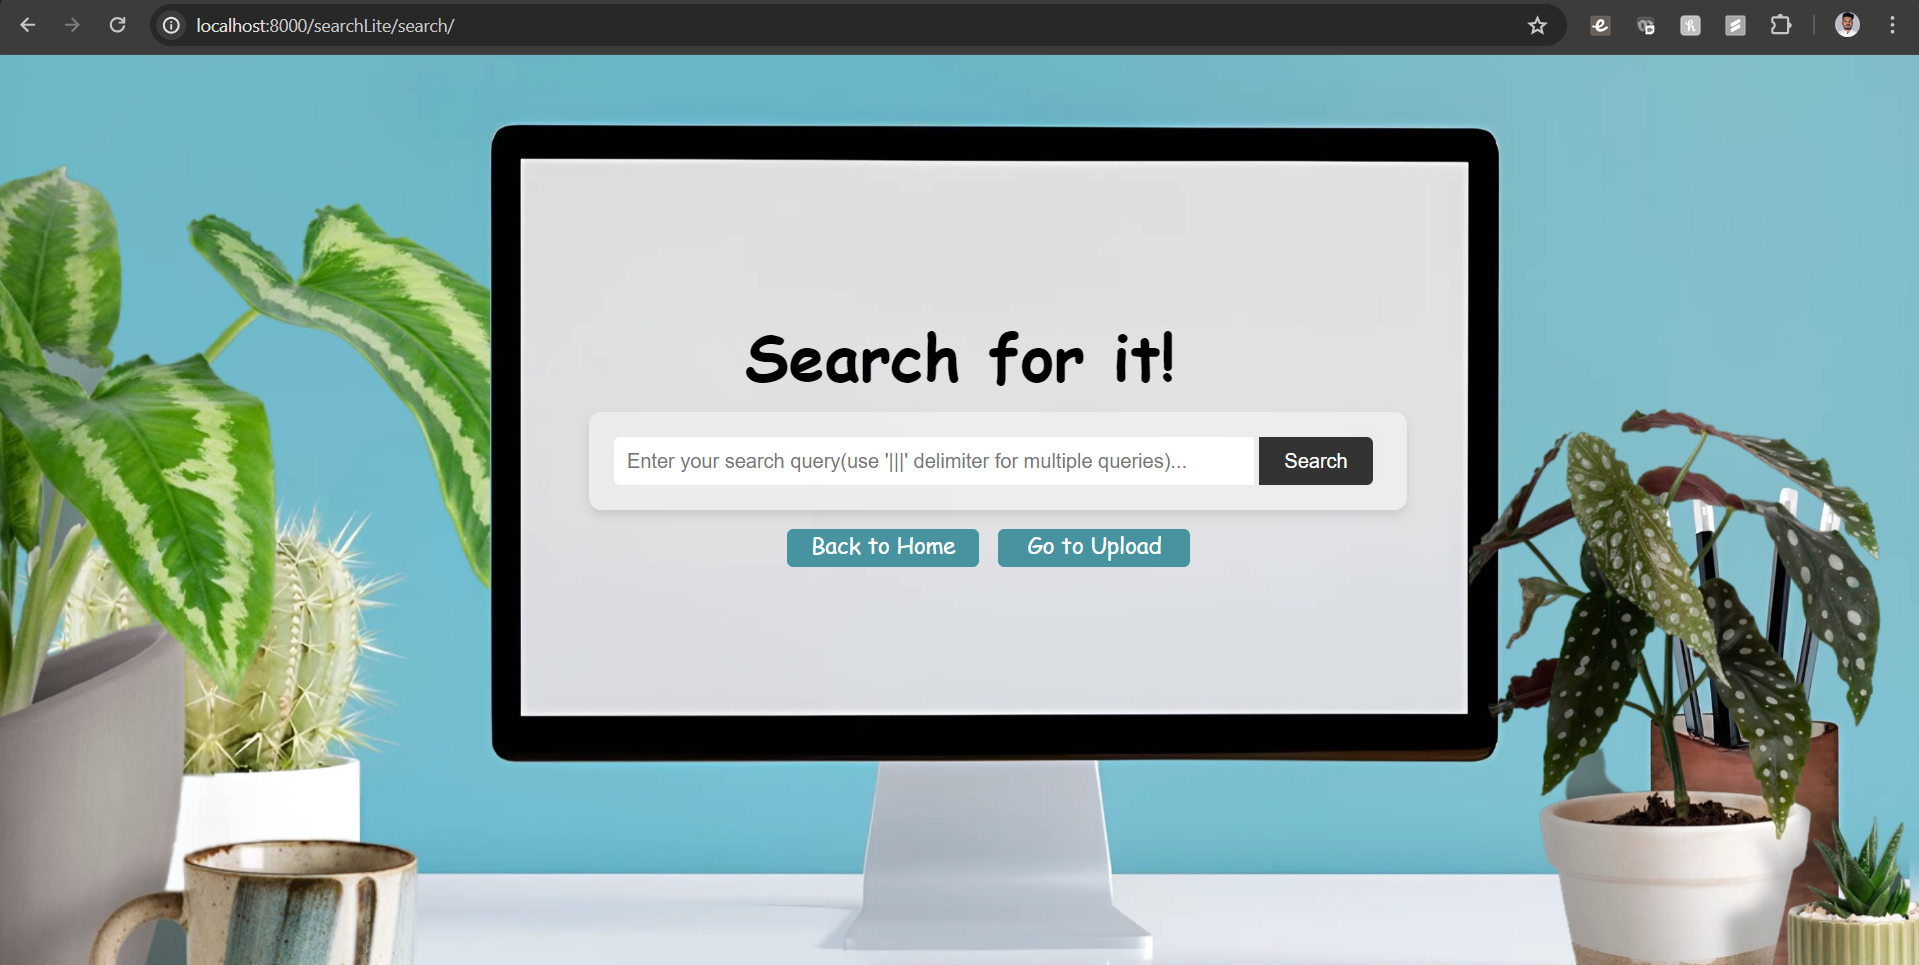 localhost:8000/searchLite/search/
Search for it!
Enter your search query(use '|||' delimiter for multiple queries)...
Search
Back to Home
Go to Upload